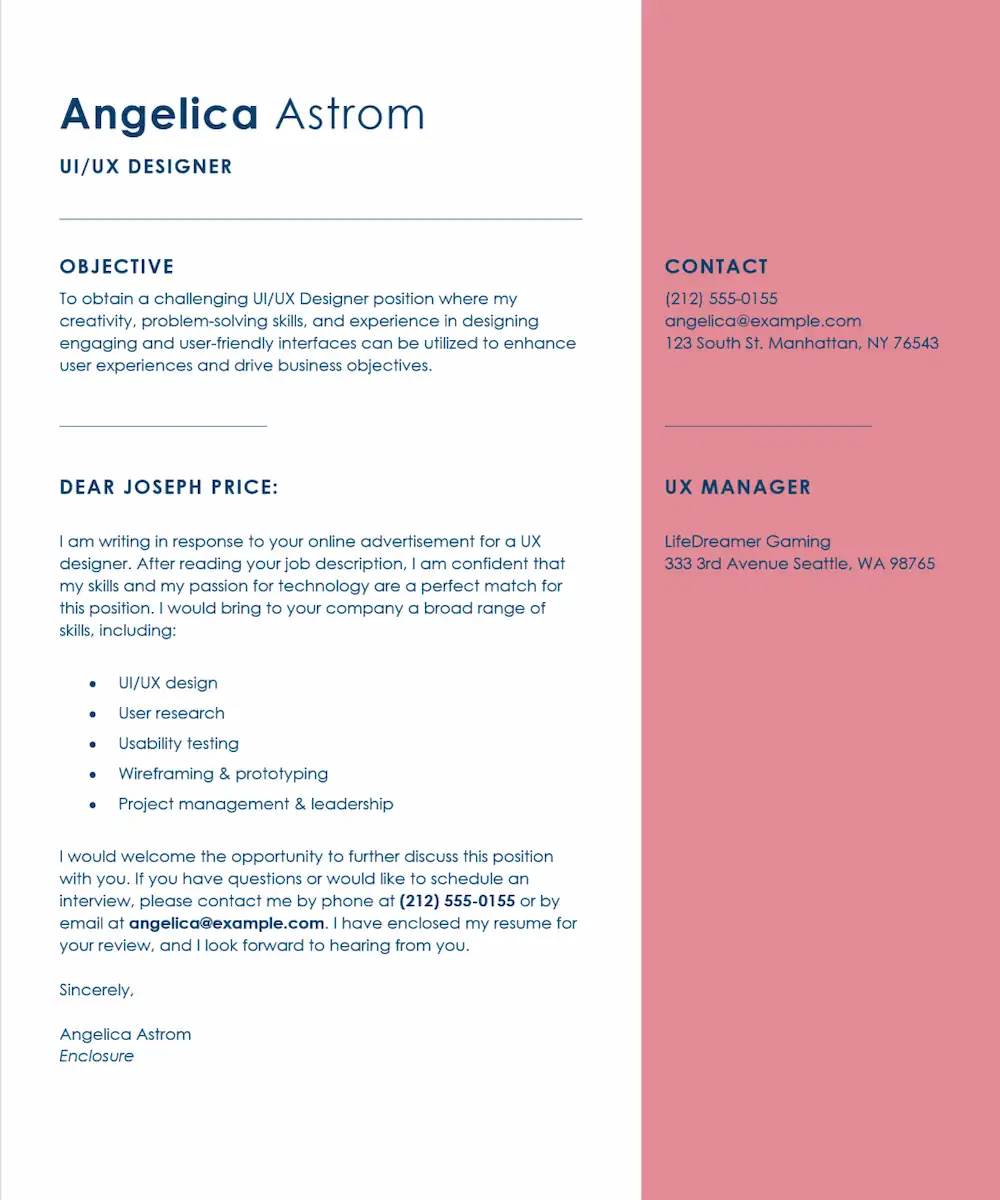 Angelica Astrom
UI/UX DESIGNER
OBJECTIVE
To obtain a challenging UI/UX Designer position where my
creativity, problem-solving skills, and experience in designing
engaging and user-friendly interfaces can be utilized to enhance
user experiences and drive business objectives.
CONTACT
(212) 555-0155
angelica@example.com
123 South St. Manhattan, NY 76543
DEAR JOSEPH PRICE:
I am writing in response to your online advertisement for a UX
designer. After reading your job description, I am confident that
my skills and my passion for technology are a perfect match for
this position. I would bring to your company a broad range of
skills, including:
• UI/UX design
• User research
• Usability testing
• Wireframing & prototyping
• Project management & leadership
I would welcome the opportunity to further discuss this position
with you. If you have questions or would like to schedule an
interview, please contact me by phone at (212) 555-0155 or by
email at angelica@example.com. I have enclosed my resume for
your review, and I look forward to hearing from you.
Sincerely,
Angelica Astrom
Enclosure
UX MANAGER
LifeDreamer Gaming
333 3rd Avenue Seattle, WA 98765